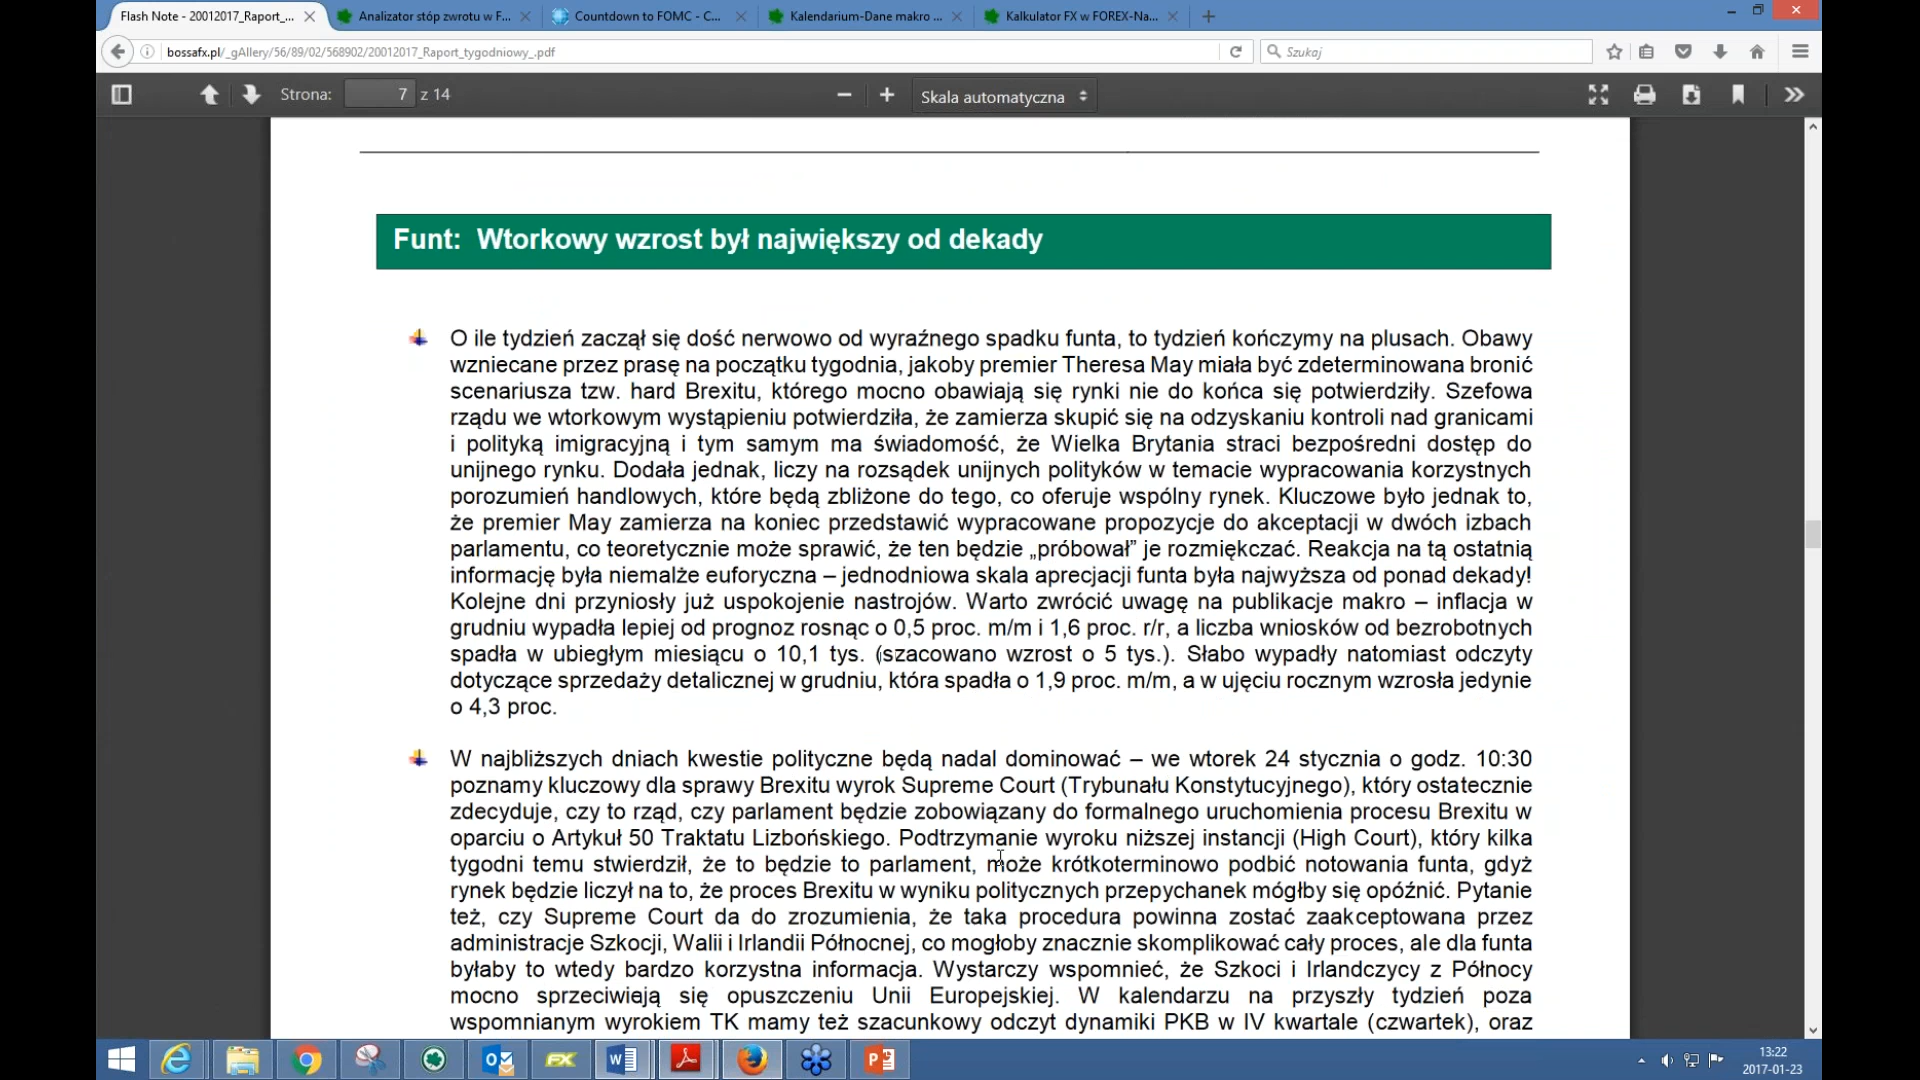 Flash Note - 20012017_Raport_...
Analizator stóp zwrotu w F...
Countdown to FOMC - C...
Kalendarium-Dane makro ...
Kalkulator FX w FOREX-Na...
bossafx.pl/_gAllery/56/89/02/568902/20012017_Raport_tygodniowy_.pdf
Szukaj
Strona: 7 z 14
Skala automatyczna
Funt: Wtorkowy wzrost był największy od dekady
O ile tydzień zaczął się dość nerwowo od wyraźnego spadku funta, to tydzień kończymy na plusach. Obawy
wzniecane przez prasę na początku tygodnia, jakoby premier Theresa May miała być zdeterminowana bronić
scenariusza tzw. hard Brexitu, którego mocno obawiają się rynki nie do końca się potwierdziły. Szefowa
rządu we wtorkowym wystąpieniu potwierdziła, że zamierza skupić się na odzyskaniu kontroli nad granicami
i polityką imigracyjną i tym samym ma świadomość, że Wielka Brytania straci bezpośredni dostęp do
unijnego rynku. Dodała jednak, liczy na rozsądek unijnych polityków w temacie wypracowania korzystnych
porozumień handlowych, które będą zbliżone do tego, co oferuje wspólny rynek. Kluczowe było jednak to,
że premier May zamierza na koniec przedstawić wypracowane propozycje do akceptacji w dwóch izbach
parlamentu, co teoretycznie może sprawić, że ten będzie „próbował” je rozmiękczać. Reakcja na tą ostatnią
informację była niemalże euforyczna – jednodniowa skala aprecjacji funta była najwyższa od ponad dekady!
Kolejne dni przyniosły już uspokojenie nastrojów. Warto zwrócić uwagę na publikacje makro – inflacja w
grudniu wypadła lepiej od prognoz rosnąc o 0,5 proc. m/m i 1,6 proc. r/r, a liczba wniosków od bezrobotnych
spadła w ubiegłym miesiącu o 10,1 tys. (szacowano wzrost o 5 tys.). Słabo wypadły natomiast odczyty
dotyczące sprzedaży detalicznej w grudniu, która spadła o 1,9 proc. m/m, a w ujęciu rocznym wzrosła jedynie
o 4,3 proc.
W najbliższych dniach kwestie polityczne będą nadal dominować – we wtorek 24 stycznia o godz. 10:30
poznamy kluczowy dla sprawy Brexitu wyrok Supreme Court (Trybunału Konstytucyjnego), który ostatecznie
zdecyduje, czy to rząd, czy parlament będzie zobowiązany do formalnego uruchomienia procesu Brexitu w
oparciu o Artykuł 50 Traktatu Lizbońskiego. Podtrzymanie wyroku niższej instancji (High Court), który kilka
tygodni temu stwierdził, że to będzie to parlament, może krótkoterminowo podbić notowania funta, gdyż
rynek będzie liczył na to, że proces Brexitu w wyniku politycznych przepychanek mógłby się opóźnić. Pytanie
też, czy Supreme Court da do zrozumienia, że taka procedura powinna zostać zaakceptowana przez
administracje Szkocji, Walii i Irlandii Północnej, co mogłoby znacznie skomplikować cały proces, ale dla funta
byłaby to wtedy bardzo korzystna informacja. Wystarczy wspomnieć, że Szkoci i Irlandczycy z Północy
mocno sprzeciwieją się opuszczeniu Unii Europejskiej. W kalendarzu na przyszły tydzień poza
wspomnianym wyrokiem TK mamy też szacunkowy odczyt dynamiki PKB w IV kwartale (czwartek), oraz
13:22
2017-01-23